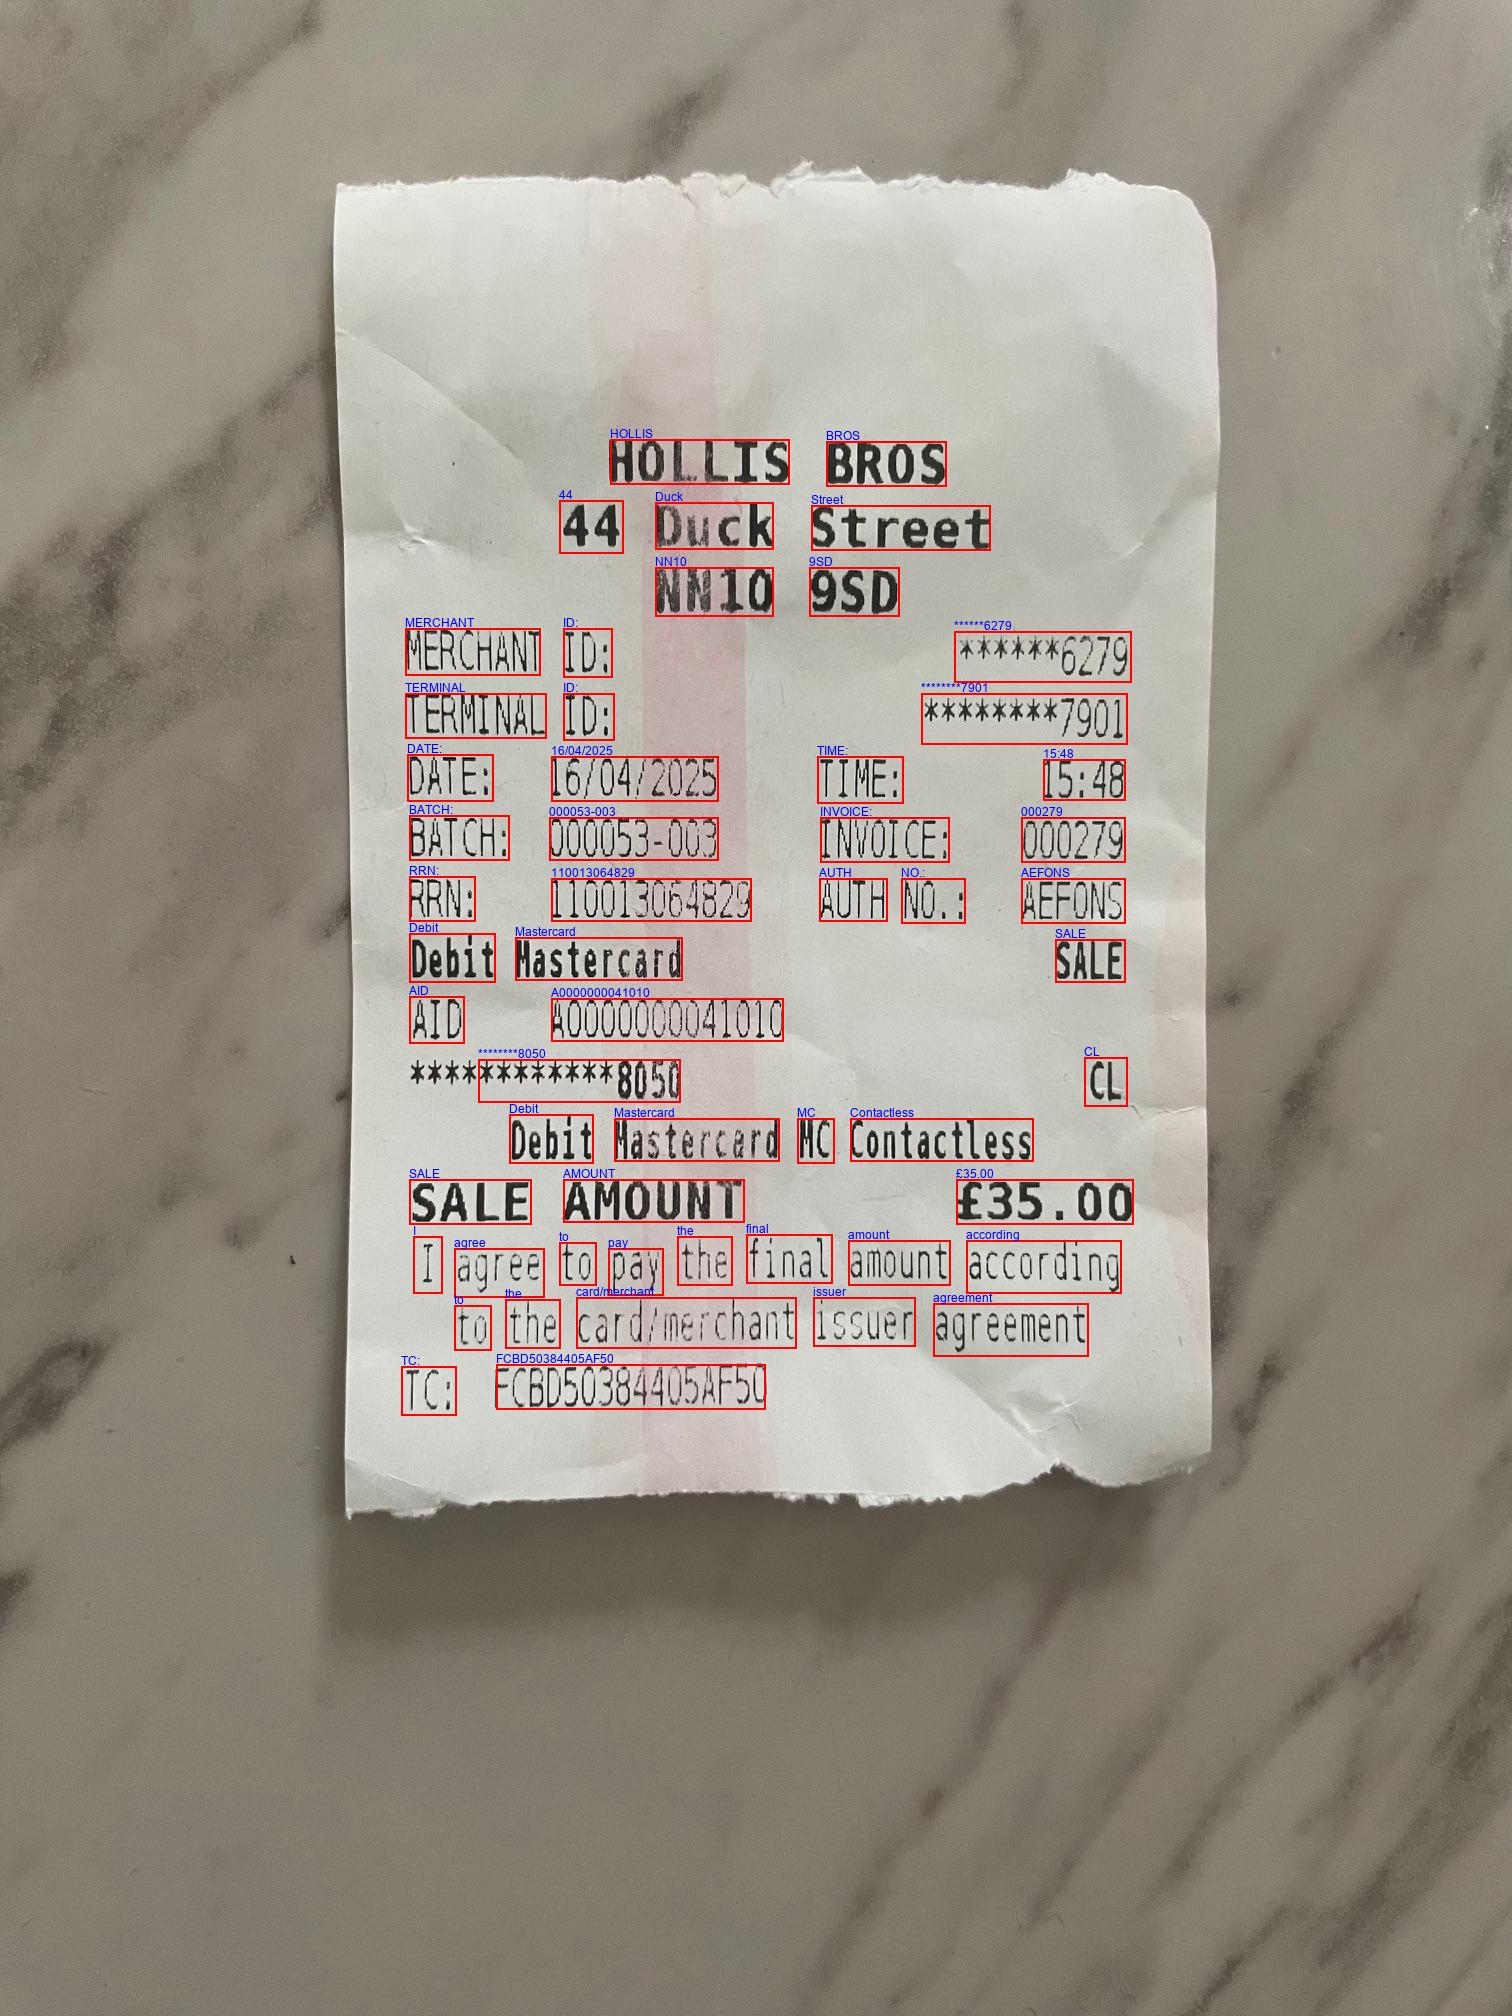 HOLLIS BROS
44 Duck Street
NN10 9SD
MERCHANT ID: ******6279
TERMINAL ID: ********7901
DATE: 16/04/2025 TIME: 15:48
BATCH: 000053-003 INVOICE: 000279
RRN: 110013064829 AUTH NO.: AEFONS
Debit Mastercard SALE
AID A0000000041010
************8050 CL
Debit Mastercard MC Contactless
SALE AMOUNT £35.00
I agree to pay the final amount according
to the card/merchant issuer agreement
TC: FCBD50384405AF50